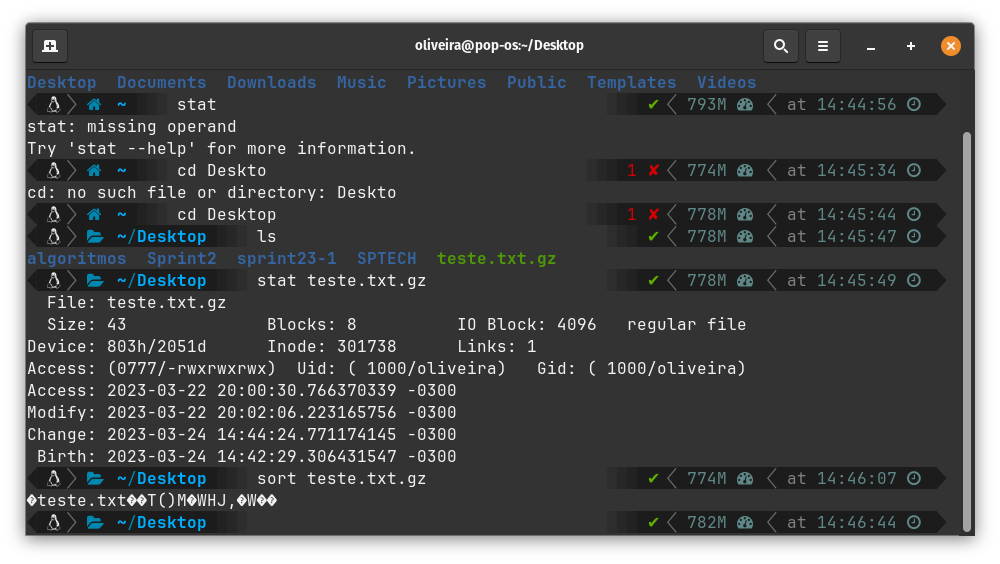 oliveira@pop-os:~/Desktop
Desktop  Documents  Downloads  Music  Pictures  Public  Templates  Videos
~ stat ✔ 793M at 14:44:56
stat: missing operand
Try 'stat --help' for more information.
~ cd Deskto 1 ✘ 774M at 14:45:34
cd: no such file or directory: Deskto
~ cd Desktop 1 ✘ 778M at 14:45:44
~/Desktop ls ✔ 778M at 14:45:47
algoritmos  Sprint2  sprint23-1  SPTECH  teste.txt.gz
~/Desktop stat teste.txt.gz ✔ 778M at 14:45:49
  File: teste.txt.gz
  Size: 43              Blocks: 8          IO Block: 4096   regular file
Device: 803h/2051d      Inode: 301738      Links: 1
Access: (0777/-rwxrwxrwx)  Uid: ( 1000/oliveira)   Gid: ( 1000/oliveira)
Access: 2023-03-22 20:00:30.766370339 -0300
Modify: 2023-03-22 20:02:06.223165756 -0300
Change: 2023-03-24 14:44:24.771174145 -0300
 Birth: 2023-03-24 14:42:29.306431547 -0300
~/Desktop sort teste.txt.gz ✔ 774M at 14:46:07
�teste.txt��T()M�WHJ,�W��
~/Desktop ✔ 782M at 14:46:44